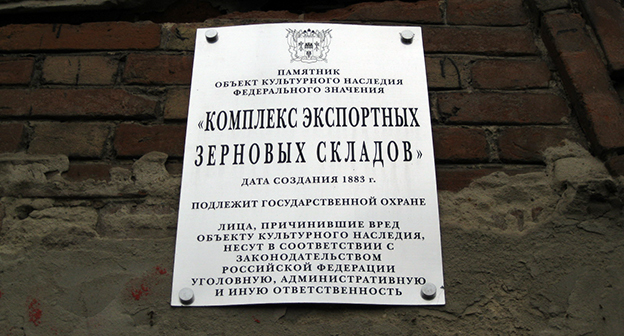 ПАМЯТНИК
ОБЪЕКТ КУЛЬТУРНОГО НАСЛЕДИЯ
ФЕДЕРАЛЬНОГО ЗНАЧЕНИЯ
«КОМПЛЕКС ЭКСПОРТНЫХ
ЗЕРНОВЫХ СКЛАДОВ»
ДАТА СОЗДАНИЯ 1883 г.
ПОДЛЕЖИТ ГОСУДАРСТВЕННОЙ ОХРАНЕ
ЛИЦА, ПРИЧИНИВШИЕ ВРЕД
ОБЪЕКТУ КУЛЬТУРНОГО НАСЛЕДИЯ,
НЕСУТ В СООТВЕТСТВИИ С
ЗАКОНОДАТЕЛЬСТВОМ
РОССИЙСКОЙ ФЕДЕРАЦИИ
УГОЛОВНУЮ, АДМИНИСТРАТИВНУЮ
И ИНУЮ ОТВЕТСТВЕННОСТЬ